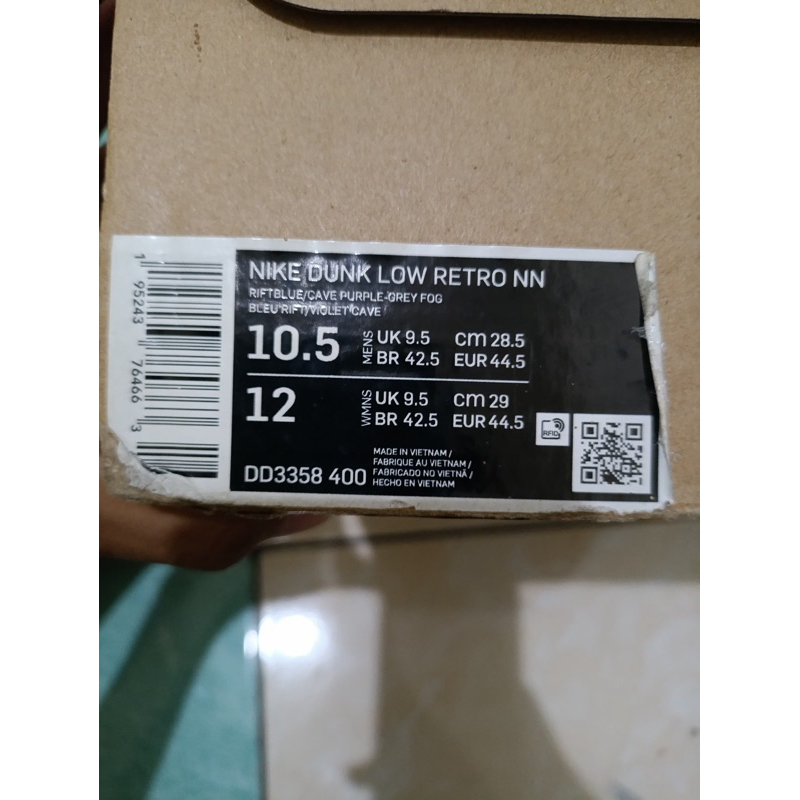 NIKE DUNK LOW RETRO NN
RIFTBLUE/CAVE PURPLE-GREY FOG
BLEU RIFT/VIOLET CAVE
10.5 MENS UK 9.5 cm 28.5
BR 42.5 EUR 44.5
12 WMNS UK 9.5 cm 29
BR 42.5 EUR 44.5
RFID
DD3358 400
MADE IN VIETNAM /
FABRIQUE AU VIETNAM /
FABRICADO NO VIETNÃ /
HECHO EN VIETNAM
1 95243 76466 3